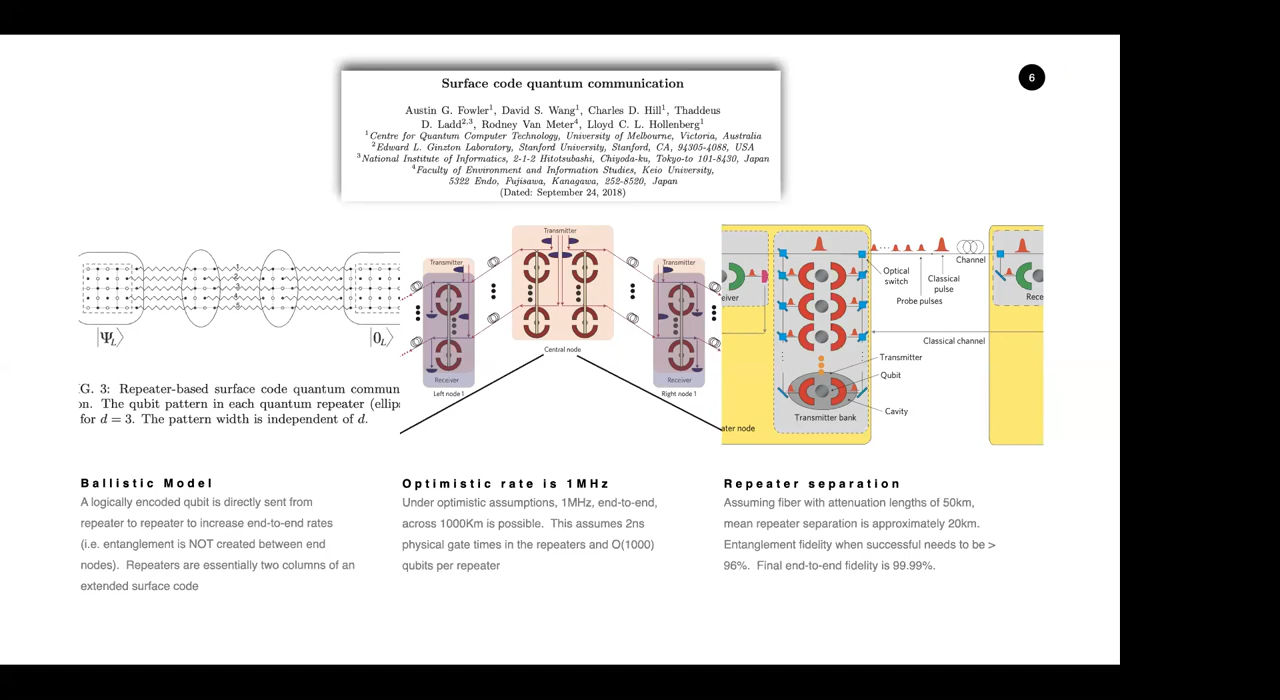 6
Surface code quantum communication
Austin G. Fowler1, David S. Wang1, Charles D. Hill1, Thaddeus
D. Ladd2,3, Rodney Van Meter4, Lloyd C. L. Hollenberg1
1Centre for Quantum Computer Technology, University of Melbourne, Victoria, Australia
2Edward L. Ginzton Laboratory, Stanford University, Stanford, CA, 94305-4088, USA
3National Institute of Informatics, 2-1-2 Hitotsubashi, Chiyoda-ku, Tokyo-to 101-8430, Japan
4Faculty of Environment and Information Studies, Keio University,
5322 Endo, Fujisawa, Kanagawa, 252-8520, Japan
(Dated: September 24, 2018)
1
2
3
4
5
|ΨL⟩
|0L⟩
G. 3: Repeater-based surface code quantum commun
on. The qubit pattern in each quantum repeater (ellip
for d = 3. The pattern width is independent of d.
Transmitter
Transmitter
Transmitter
Receiver
Left node 1
Central node
Receiver
Right node 1
eiver
Optical
switch
Classical
pulse
Channel
Probe pulses
Rece
Classical channel
Transmitter
Qubit
Cavity
Transmitter bank
ater node
Ballistic Model
A logically encoded qubit is directly sent from
repeater to repeater to increase end-to-end rates
(i.e. entanglement is NOT created between end
nodes). Repeaters are essentially two columns of an
extended surface code
Optimistic rate is 1MHz
Under optimistic assumptions, 1MHz, end-to-end,
across 1000Km is possible. This assumes 2ns
physical gate times in the repeaters and O(1000)
qubits per repeater
Repeater separation
Assuming fiber with attenuation lengths of 50km,
mean repeater separation is approximately 20km.
Entanglement fidelity when successful needs to be >
96%. Final end-to-end fidelity is 99.99%.